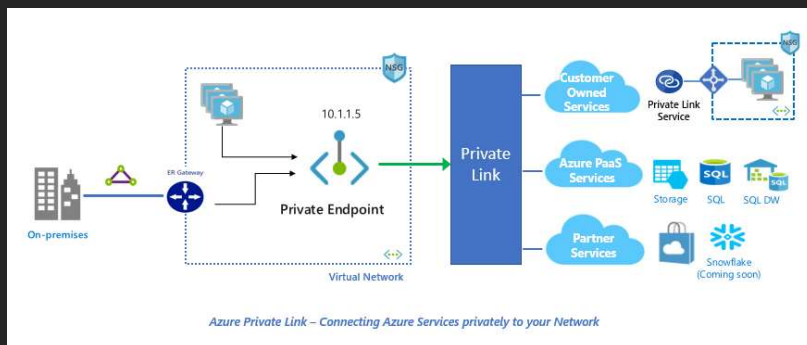 NSG
10.1.1.5
ER Gateway
Private Endpoint
On-premises
Virtual Network
Private
Link
Customer
Owned
Services
Private Link
Service
NSG
Azure PaaS
Services
Storage
SQL
SQL
SQL
SQL DW
Partner
Services
Snowflake
(Coming soon)
Azure Private Link – Connecting Azure Services privately to your Network